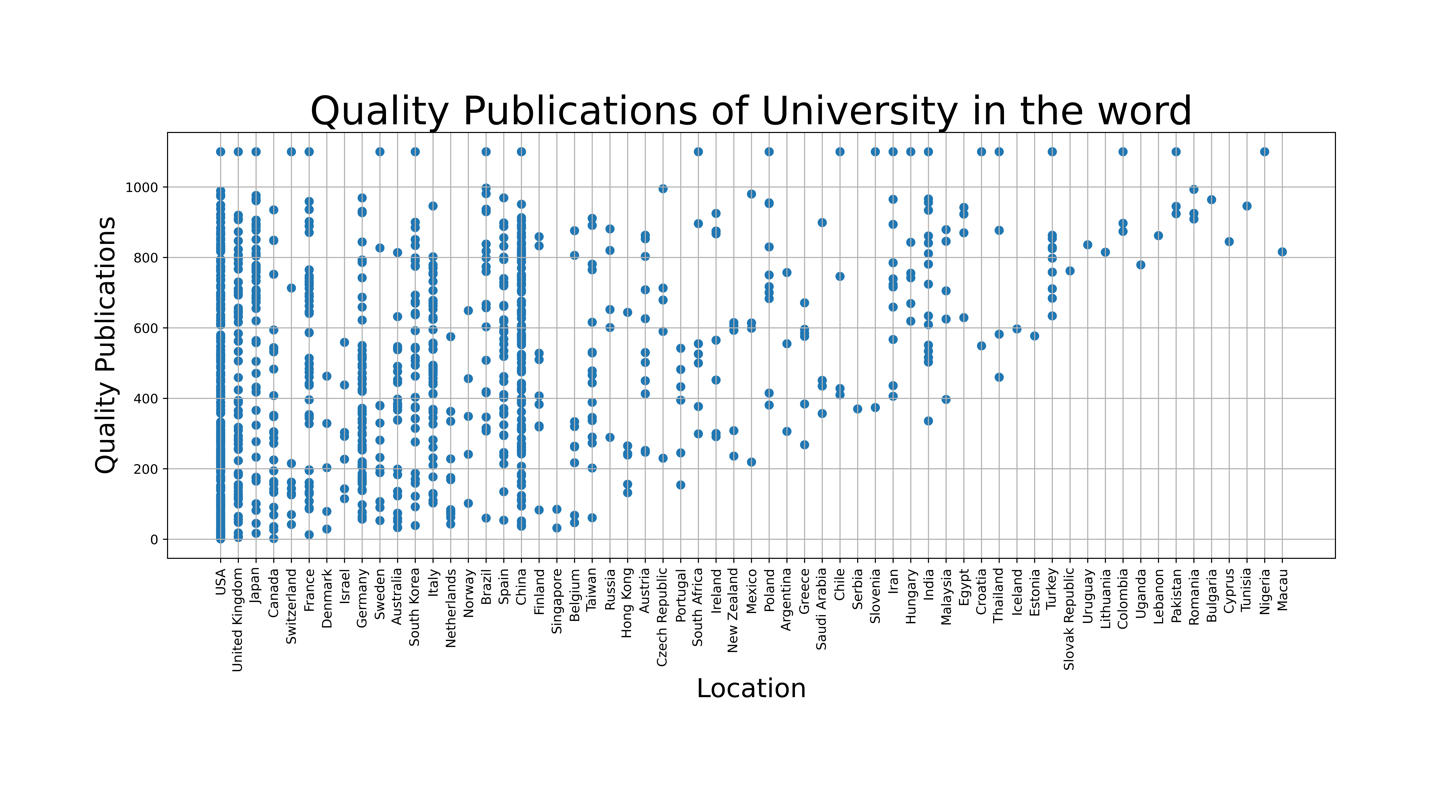 Quality Publications of University in the word
Quality Publications
1000
800
600
400
200
0
USA
United Kingdom
Japan
Canada
Switzerland
France
Denmark
Israel
Germany
Sweden
Australia
South Korea
Italy
Netherlands
Norway
Brazil
Spain
China
Finland
Singapore
Belgium
Taiwan
Russia
Hong Kong
Austria
Czech Republic
Portugal
South Africa
Ireland
New Zealand
Mexico
Poland
Argentina
Greece
Saudi Arabia
Chile
Serbia
Slovenia
Iran
Hungary
India
Malaysia
Egypt
Croatia
Thailand
Iceland
Estonia
Turkey
Slovak Republic
Uruguay
Lithuania
Colombia
Uganda
Lebanon
Pakistan
Romania
Bulgaria
Cyprus
Tunisia
Nigeria
Macau
Location